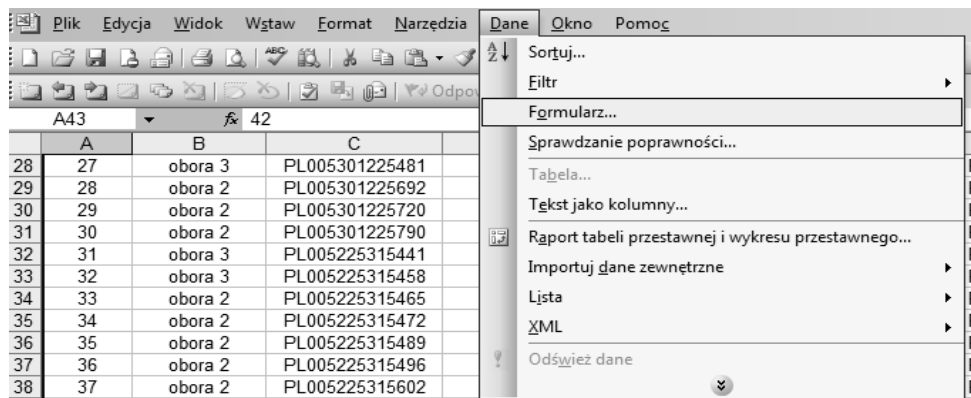 Plik Edycja Widok Wstaw Format Narzędzia Dane Okno Pomoc
Odpo
A43 fx 42
A B C
28 27 obora 3 PL005301225481
29 28 obora 2 PL005301225692
30 29 obora 2 PL005301225720
31 30 obora 2 PL005301225790
32 31 obora 3 PL005225315441
33 32 obora 3 PL005225315458
34 33 obora 2 PL005225315465
35 34 obora 2 PL005225315472
36 35 obora 2 PL005225315489
37 36 obora 2 PL005225315496
38 37 obora 2 PL005225315602
Sortuj...
Filtr
Formularz...
Sprawdzanie poprawności...
Tabela...
Tekst jako kolumny...
Raport tabeli przestawnej i wykresu przestawnego...
Importuj dane zewnętrzne
Lista
XML
Odśwież dane